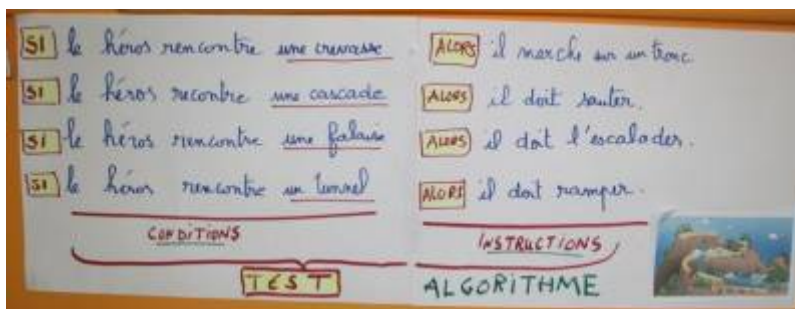 SI le héros rencontre une crevasse. ALORS il marche sur un tronc.
SI le héros recontre une cascade ALORS il doit sauter.
SI le héros rencontre une falaise ALORS il doit l'escalader.
SI le héros rencontre un tunnel ALORS il doit ramper.
CONDITIONS INSTRUCTIONS
TEST ALGORITHME